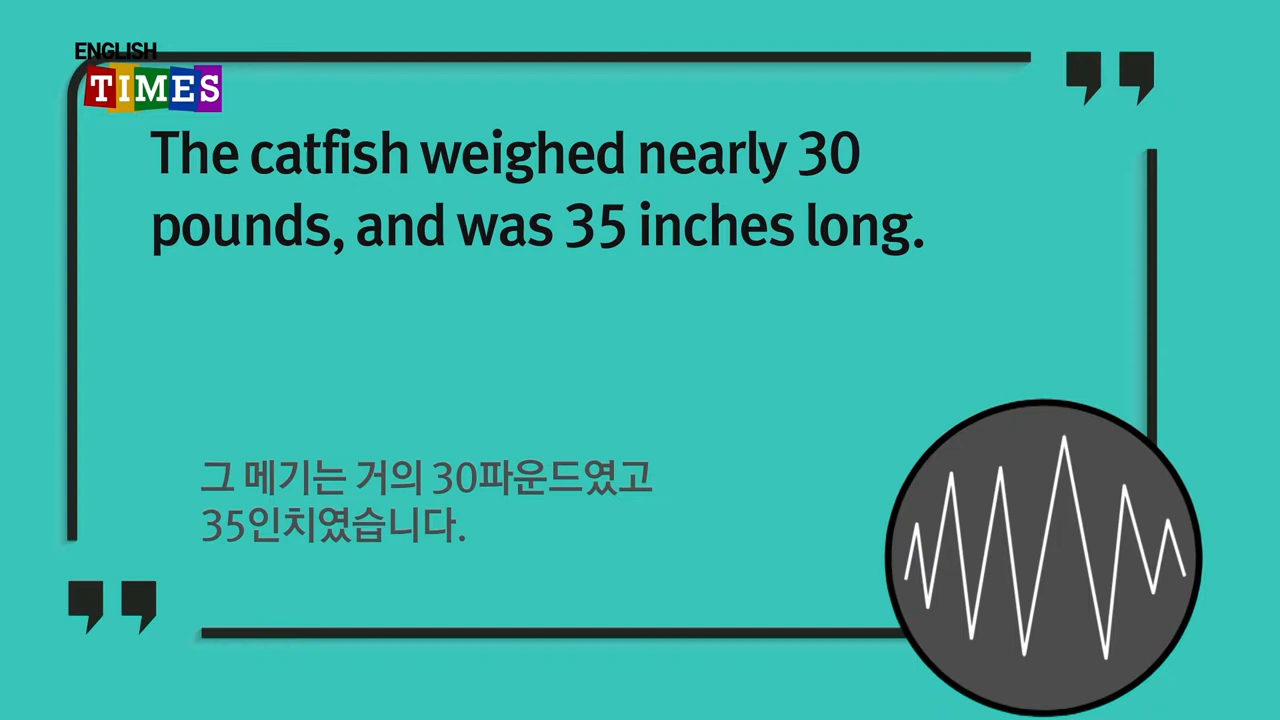 ENGLISH
TIMES
The catfish weighed nearly 30
pounds, and was 35 inches long.
그 메기는 거의 30파운드였고
35인치였습니다.